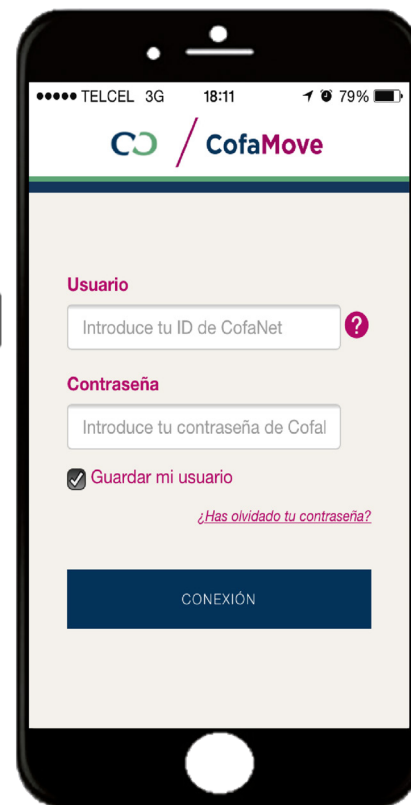 TELCEL 3G 18:11 79%
CofaMove
Usuario
Introduce tu ID de CofaNet
?
Contraseña
Introduce tu contraseña de Cofal
Guardar mi usuario
¿Has olvidado tu contraseña?
CONEXIÓN